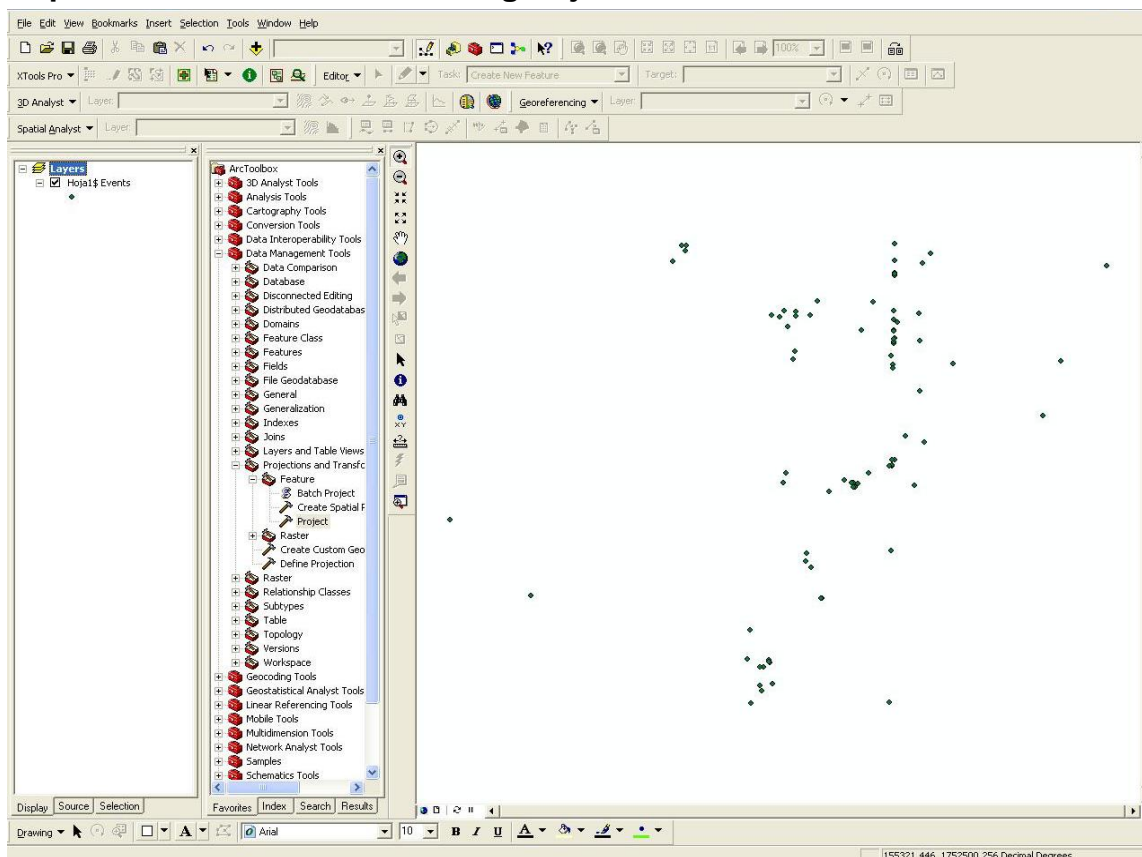 File Edit View Bookmarks Insert Selection Tools Window Help
100%
XTools Pro Editor Task: Create New Feature Target:
3D Analyst Layer: Georeferencing Layer:
Spatial Analyst Layer:
Layers
Hoja1$ Events
ArcToolbox
3D Analyst Tools
Analysis Tools
Cartography Tools
Conversion Tools
Data Interoperability Tools
Data Management Tools
Data Comparison
Database
Disconnected Editing
Distributed Geodatabas
Domains
Feature Class
Features
Fields
File Geodatabase
General
Generalization
Indexes
Joins
Layers and Table Views
Projections and Transfc
Feature
Batch Project
Create Spatial F
Project
Raster
Create Custom Geo
Define Projection
Raster
Relationship Classes
Subtypes
Table
Topology
Versions
Workspace
Geocoding Tools
Geostatistical Analyst Tools
Linear Referencing Tools
Mobile Tools
Multidimension Tools
Network Analyst Tools
Samples
Schematics Tools
Display Source Selection
Favorites Index Search Results
Drawing A Arial 10 B I U A
155321,446 1752500,256 Decimal Degrees